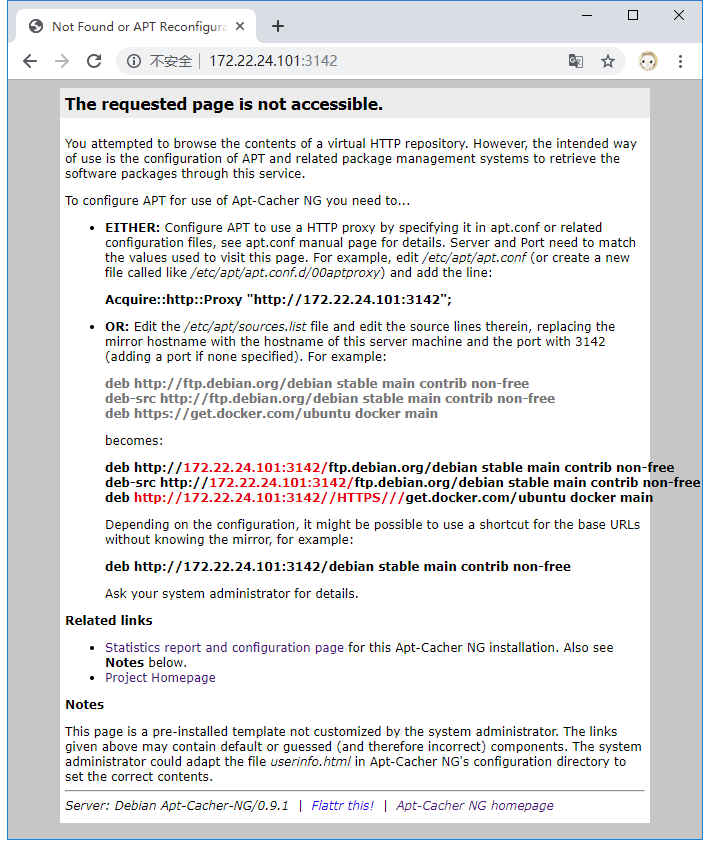 Not Found or APT Reconfigura
不安全 | 172.22.24.101:3142
The requested page is not accessible.
You attempted to browse the contents of a virtual HTTP repository. However, the intended way
of use is the configuration of APT and related package management systems to retrieve the
software packages through this service.
To configure APT for use of Apt-Cacher NG you need to...
• EITHER: Configure APT to use a HTTP proxy by specifying it in apt.conf or related
configuration files, see apt.conf manual page for details. Server and Port need to match
the values used to visit this page. For example, edit /etc/apt/apt.conf (or create a new
file called like /etc/apt/apt.conf.d/00aptproxy) and add the line:
Acquire::http::Proxy "http://172.22.24.101:3142";
• OR: Edit the /etc/apt/sources.list file and edit the source lines therein, replacing the
mirror hostname with the hostname of this server machine and the port with 3142
(adding a port if none specified). For example:
deb http://ftp.debian.org/debian stable main contrib non-free
deb-src http://ftp.debian.org/debian stable main contrib non-free
deb https://get.docker.com/ubuntu docker main
becomes:
deb http://172.22.24.101:3142/ftp.debian.org/debian stable main contrib non-free
deb-src http://172.22.24.101:3142/ftp.debian.org/debian stable main contrib non-free
deb http://172.22.24.101:3142//HTTPS///get.docker.com/ubuntu docker main
Depending on the configuration, it might be possible to use a shortcut for the base URLs
without knowing the mirror, for example:
deb http://172.22.24.101:3142/debian stable main contrib non-free
Ask your system administrator for details.
Related links
• Statistics report and configuration page for this Apt-Cacher NG installation. Also see
Notes below.
• Project Homepage
Notes
This page is a pre-installed template not customized by the system administrator. The links
given above may contain default or guessed (and therefore incorrect) components. The system
administrator could adapt the file userinfo.html in Apt-Cacher NG's configuration directory to
set the correct contents.
Server: Debian Apt-Cacher-NG/0.9.1 | Flattr this! | Apt-Cacher NG homepage